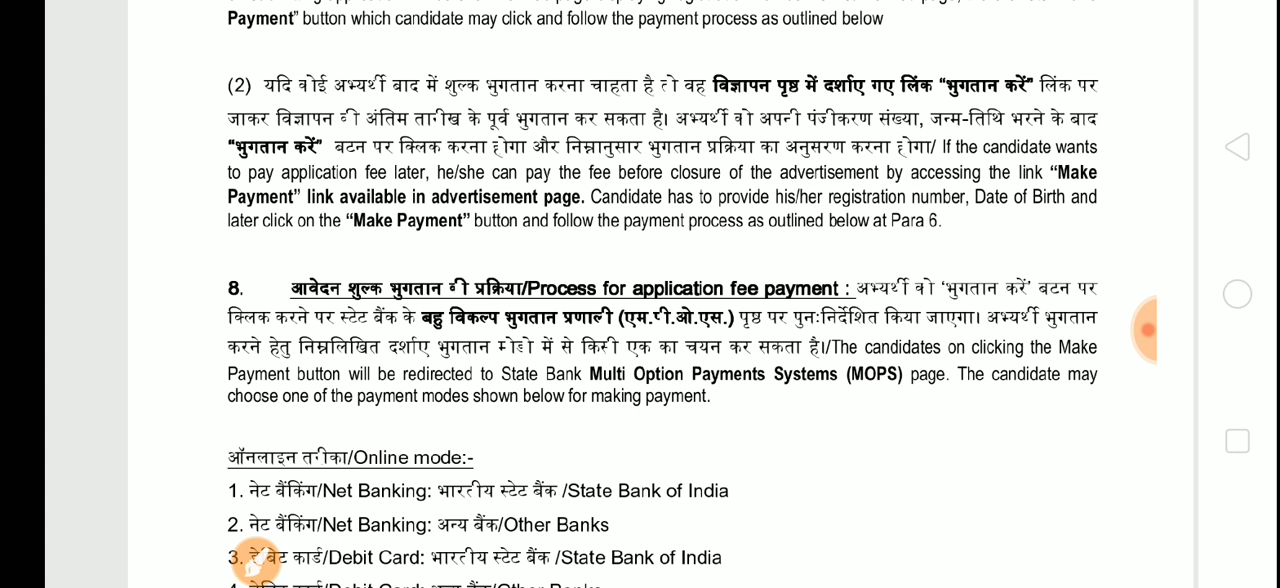 Payment” button which candidate may click and follow the payment process as outlined below
(2) यदि कोई अभ्यर्थी बाद में शुल्क भुगतान करना चाहता है तो वह विज्ञापन पृष्ठ में दर्शाए गए लिंक “भुगतान करें” लिंक पर
जाकर विज्ञापन की अंतिम तारीख के पूर्व भुगतान कर सकता है। अभ्यर्थी को अपनी पंजीकरण संख्या, जन्म-तिथि भरने के बाद
“भुगतान करें” बटन पर क्लिक करना होगा और निम्नानुसार भुगतान प्रक्रिया का अनुसरण करना होगा/ If the candidate wants
to pay application fee later, he/she can pay the fee before closure of the advertisement by accessing the link “Make
Payment” link available in advertisement page. Candidate has to provide his/her registration number, Date of Birth and
later click on the “Make Payment” button and follow the payment process as outlined below at Para 6.
8. आवेदन शुल्क भुगतान की प्रक्रिया/Process for application fee payment : अभ्यर्थी को ‘भुगतान करें’ बटन पर
क्लिक करने पर स्टेट बैंक के बहु विकल्प भुगतान प्रणाली (एम.पी.ओ.एस.) पृष्ठ पर पुनःनिर्देशित किया जाएगा। अभ्यर्थी भुगतान
करने हेतु निम्नलिखित दर्शाए भुगतान मोडो में से किसी एक का चयन कर सकता है।/The candidates on clicking the Make
Payment button will be redirected to State Bank Multi Option Payments Systems (MOPS) page. The candidate may
choose one of the payment modes shown below for making payment.
ऑनलाइन तरीका/Online mode:-
1. नेट बैंकिंग/Net Banking: भारतीय स्टेट बैंक /State Bank of India
2. नेट बैंकिंग/Net Banking: अन्य बैंक/Other Banks
3. डेबिट कार्ड/Debit Card: भारतीय स्टेट बैंक /State Bank of India